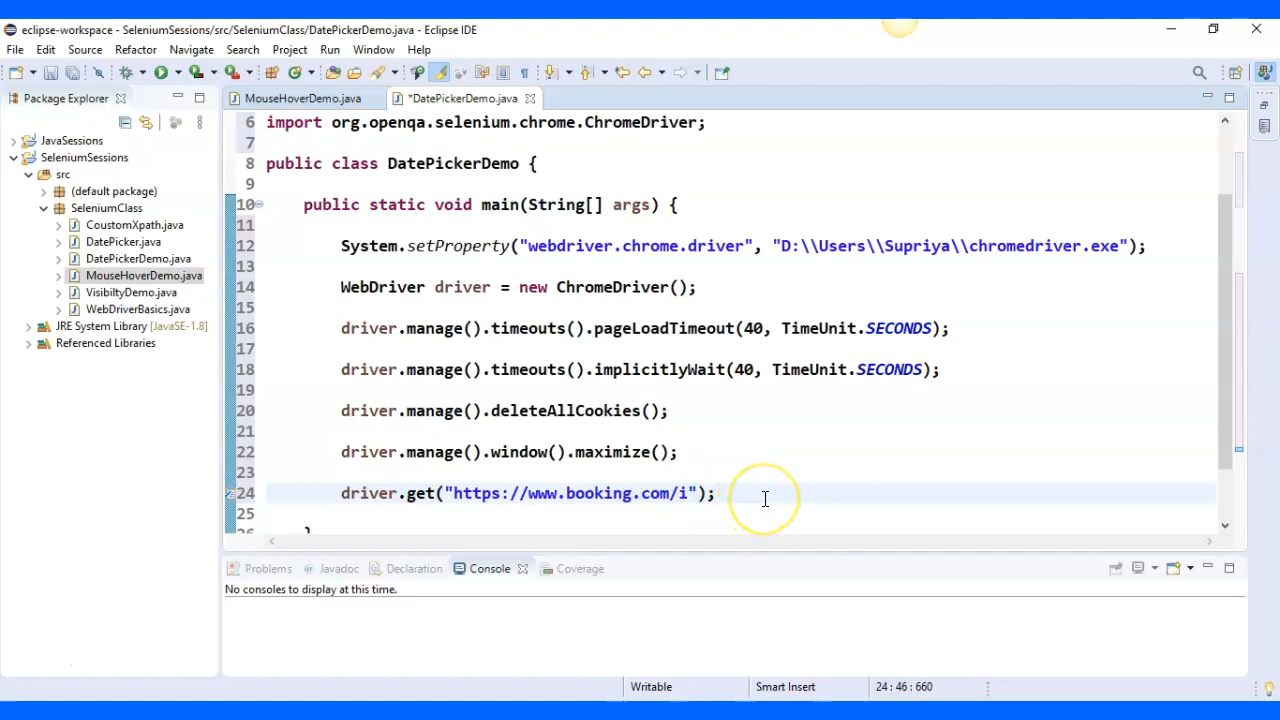 eclipse-workspace - SeleniumSessions/src/SeleniumClass/DatePickerDemo.java - Eclipse IDE
File Edit Source Refactor Navigate Search Project Run Window Help
Package Explorer
MouseHoverDemo.java *DatePickerDemo.java
JavaSessions
SeleniumSessions
src
(default package)
SeleniumClass
CoustomXpath.java
DatePicker.java
DatePickerDemo.java
MouseHoverDemo.java
VisibiltyDemo.java
WebDriverBasics.java
JRE System Library [JavaSE-1.8]
Referenced Libraries
6 import org.openqa.selenium.chrome.ChromeDriver;
7
8 public class DatePickerDemo {
9
10 public static void main(String[] args) {
11
12 System.setProperty("webdriver.chrome.driver", "D:\\Users\\Supriya\\chromedriver.exe");
13
14 WebDriver driver = new ChromeDriver();
15
16 driver.manage().timeouts().pageLoadTimeout(40, TimeUnit.SECONDS);
17
18 driver.manage().timeouts().implicitlyWait(40, TimeUnit.SECONDS);
19
20 driver.manage().deleteAllCookies();
21
22 driver.manage().window().maximize();
23
24 driver.get("https://www.booking.com/i");
25
26 }
Problems Javadoc Declaration Console Coverage
No consoles to display at this time.
Writable Smart Insert 24 : 46 : 660